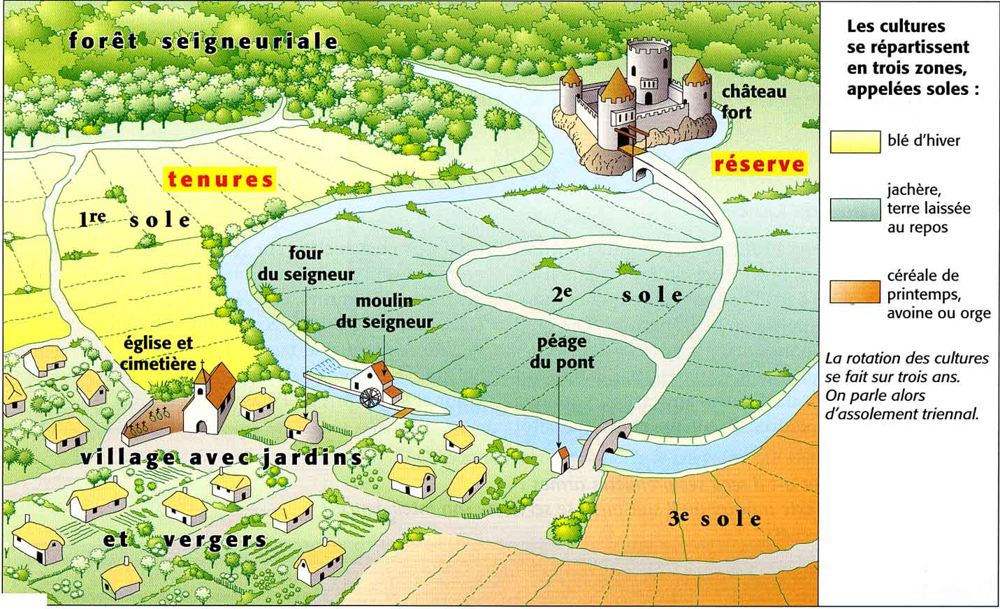 forêt seigneuriale
château
fort
réserve
tenures
1re sole
four
du seigneur
moulin
du seigneur
2e sole
péage
du pont
église et
cimetière
village avec jardins
et vergers
3e sole
Les cultures
se répartissent
en trois zones,
appelées soles :
blé d'hiver
jachère,
terre laissée
au repos
céréale de
printemps,
avoine ou orge
La rotation des cultures
se fait sur trois ans.
On parle alors
d'assolement triennal.